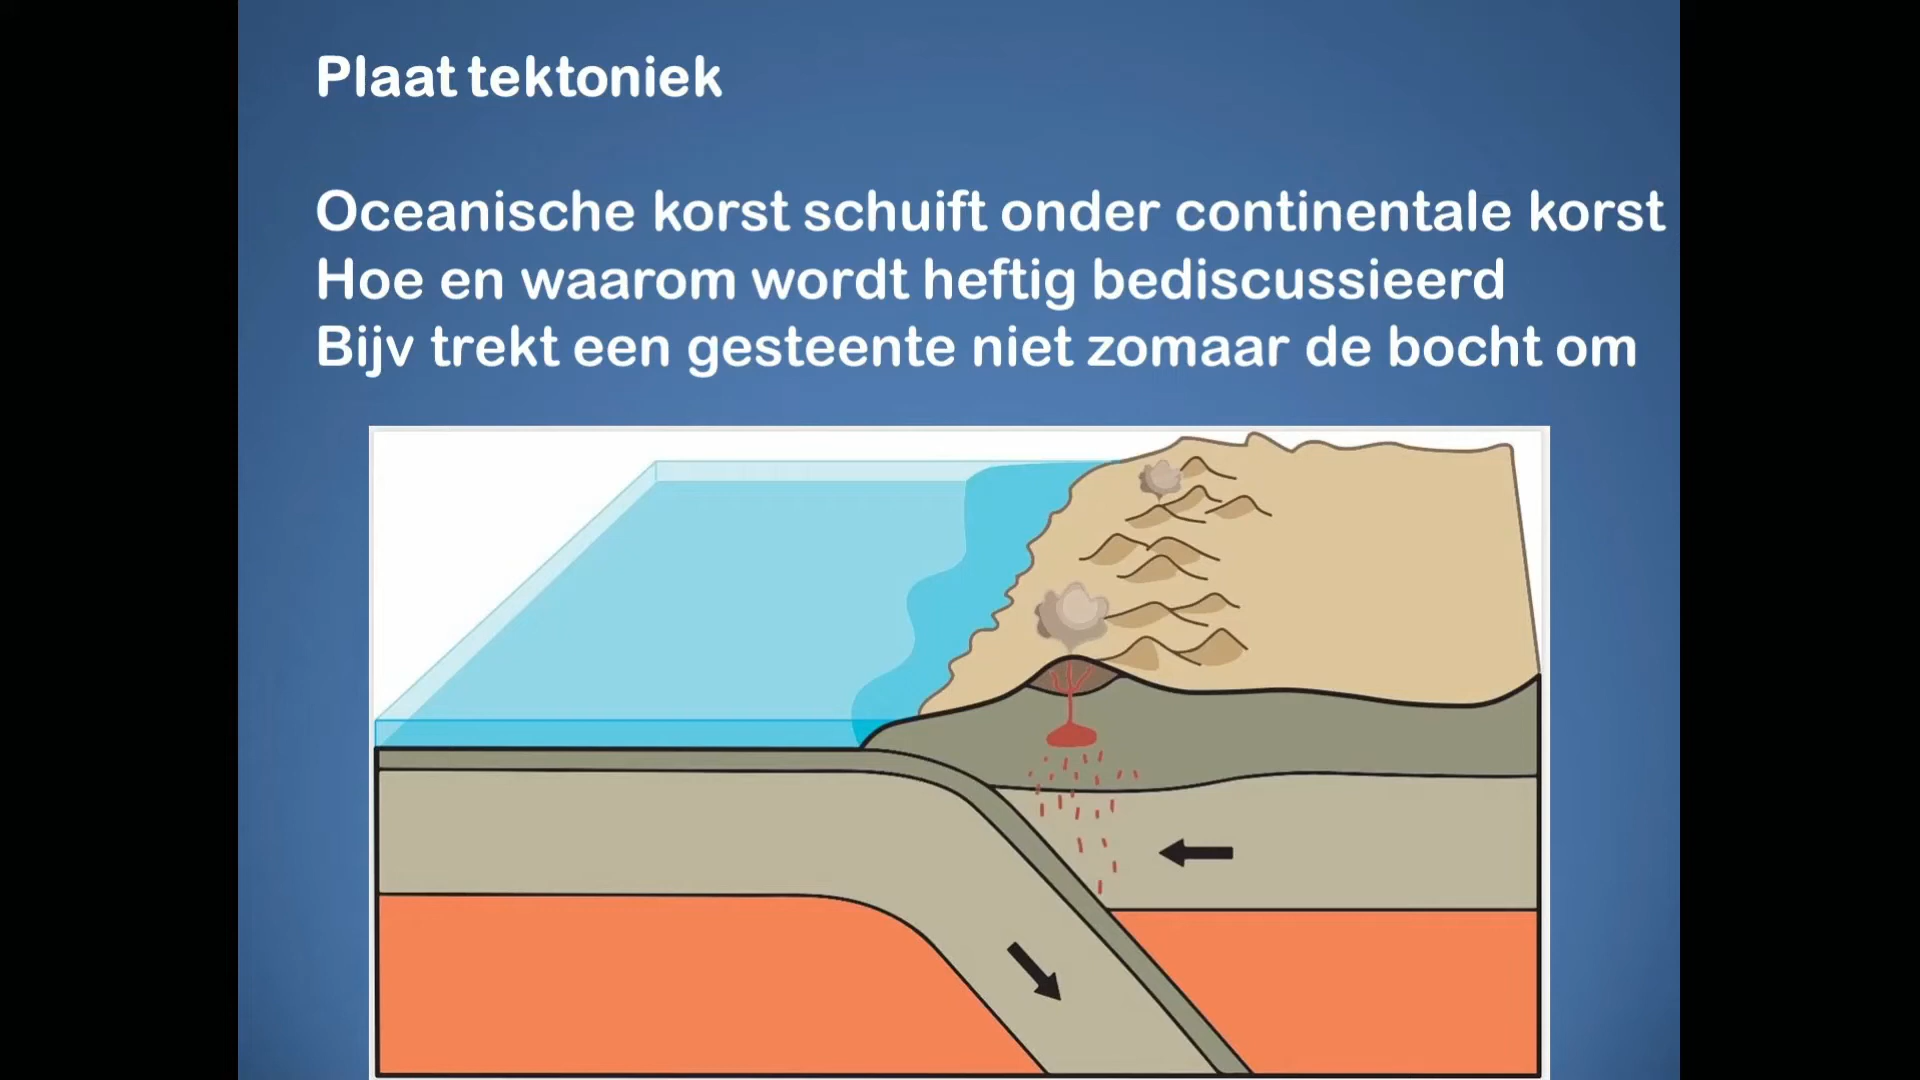 Plaat tektoniek
Oceanische korst schuift onder continentale korst
Hoe en waarom wordt heftig bediscussieerd
Bijv trekt een gesteente niet zomaar de bocht om